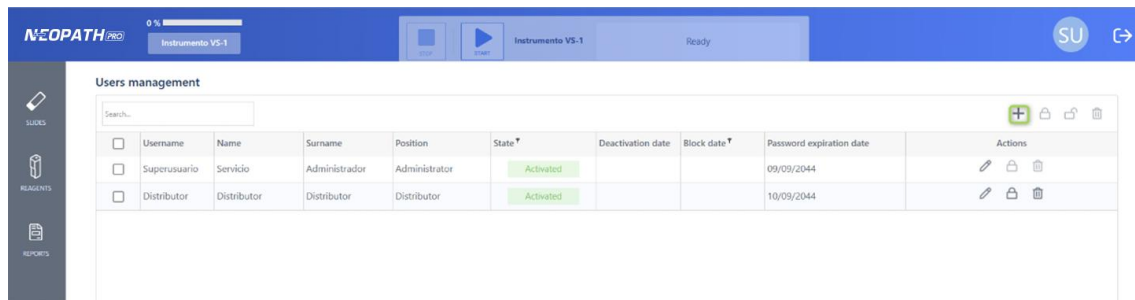 NEOPATH PRO
0 %
Instrumento VS-1
STOP
START
Instrumento VS-1
Ready
SU
SLIDES
REAGENTS
REPORTS
Users management
Search...
Username Name Surname Position State Deactivation date Block date Password expiration date Actions
Superusuario Servicio Administrador Administrator Activated 09/09/2044
Distributor Distributor Distributor Distributor Activated 10/09/2044